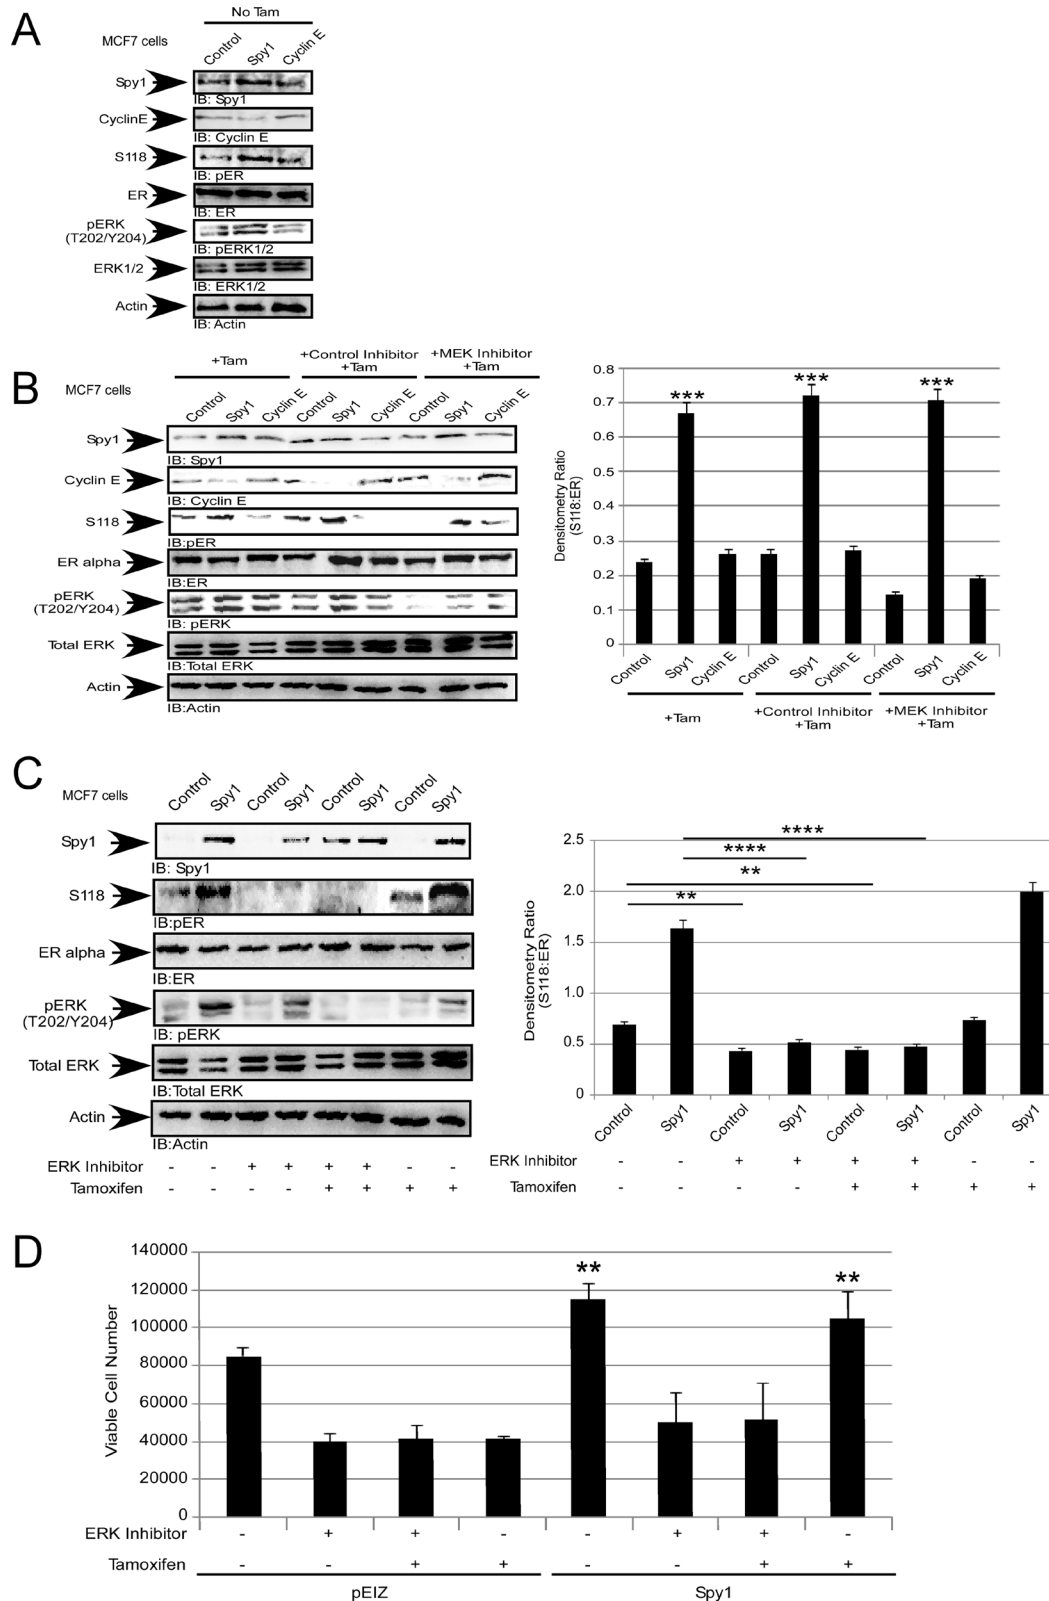 A
No Tam
MCF7 cells
Control
Spy1
Cyclin E
Spy1
IB: Spy1
CyclinE
IB: Cyclin E
S118
IB: pER
ER
IB: ER
pERK
(T202/Y204)
IB: pERK1/2
ERK1/2
IB: ERK1/2
Actin
IB: Actin
B
MCF7 cells
+Tam
+Control Inhibitor
+Tam
+MEK Inhibitor
+Tam
Control
Spy1
Cyclin E
Control
Spy1
Cyclin E
Control
Spy1
Cyclin E
Spy1
IB: Spy1
Cyclin E
IB: Cyclin E
S118
IB:pER
ER alpha
IB:ER
pERK
(T202/Y204)
IB: pERK
Total ERK
IB:Total ERK
Actin
IB:Actin
Densitometry Ratio
(S118:ER)
0.8
0.7
0.6
0.5
0.4
0.3
0.2
0.1
0
***
***
***
Control
Spy1
Cyclin E
Control
Spy1
Cyclin E
Control
Spy1
Cyclin E
+Tam
+Control Inhibitor
+Tam
+MEK Inhibitor
+Tam
C
MCF7 cells
Control
Spy1
Control
Spy1
Control
Spy1
Control
Spy1
Spy1
IB: Spy1
S118
IB:pER
ER alpha
IB:ER
pERK
(T202/Y204)
IB: pERK
Total ERK
IB:Total ERK
Actin
IB:Actin
ERK Inhibitor - - + + + + - -
Tamoxifen - - - - + + + +
Densitometry Ratio
(S118:ER)
2.5
2.0
1.5
1.0
0.5
0
****
****
**
**
Control
Spy1
Control
Spy1
Control
Spy1
Control
Spy1
ERK Inhibitor - - + + + + - -
Tamoxifen - - - - + + + +
D
Viable Cell Number
140000
120000
100000
80000
60000
40000
20000
0
**
**
ERK Inhibitor - + + - - + + -
Tamoxifen - - + + - - + +
pEIZ
Spy1